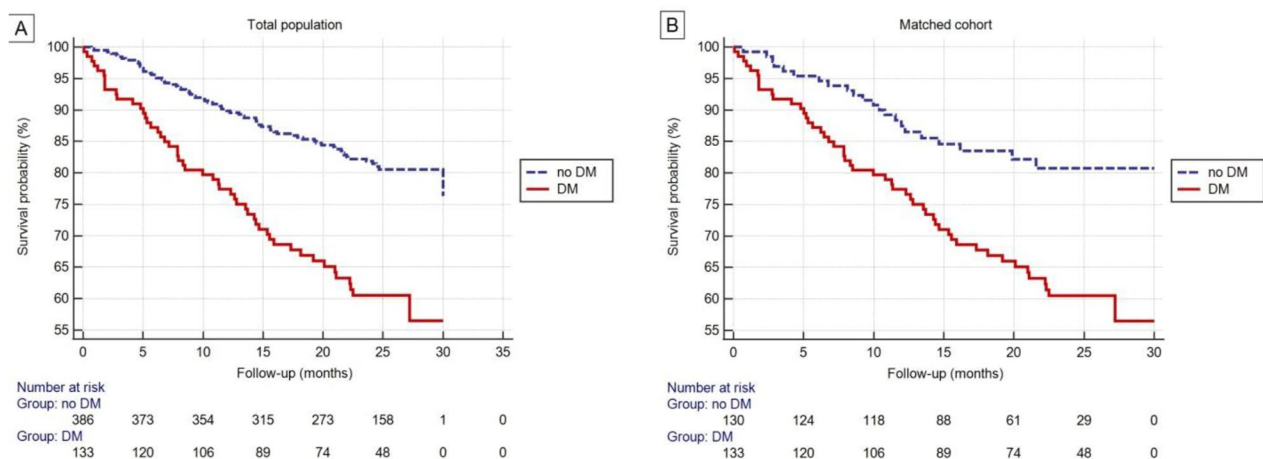 A
Total population
Survival probability (%)
100
95
90
85
80
75
70
65
60
55
0 5 10 15 20 25 30 35
Follow-up (months)
no DM
DM
Number at risk
Group: no DM
386 373 354 315 273 158 1 0
Group: DM
133 120 106 89 74 48 0 0
B
Matched cohort
Survival probability (%)
100
95
90
85
80
75
70
65
60
55
0 5 10 15 20 25 30
Follow-up (months)
no DM
DM
Number at risk
Group: no DM
130 124 118 88 61 29 0
Group: DM
133 120 106 89 74 48 0